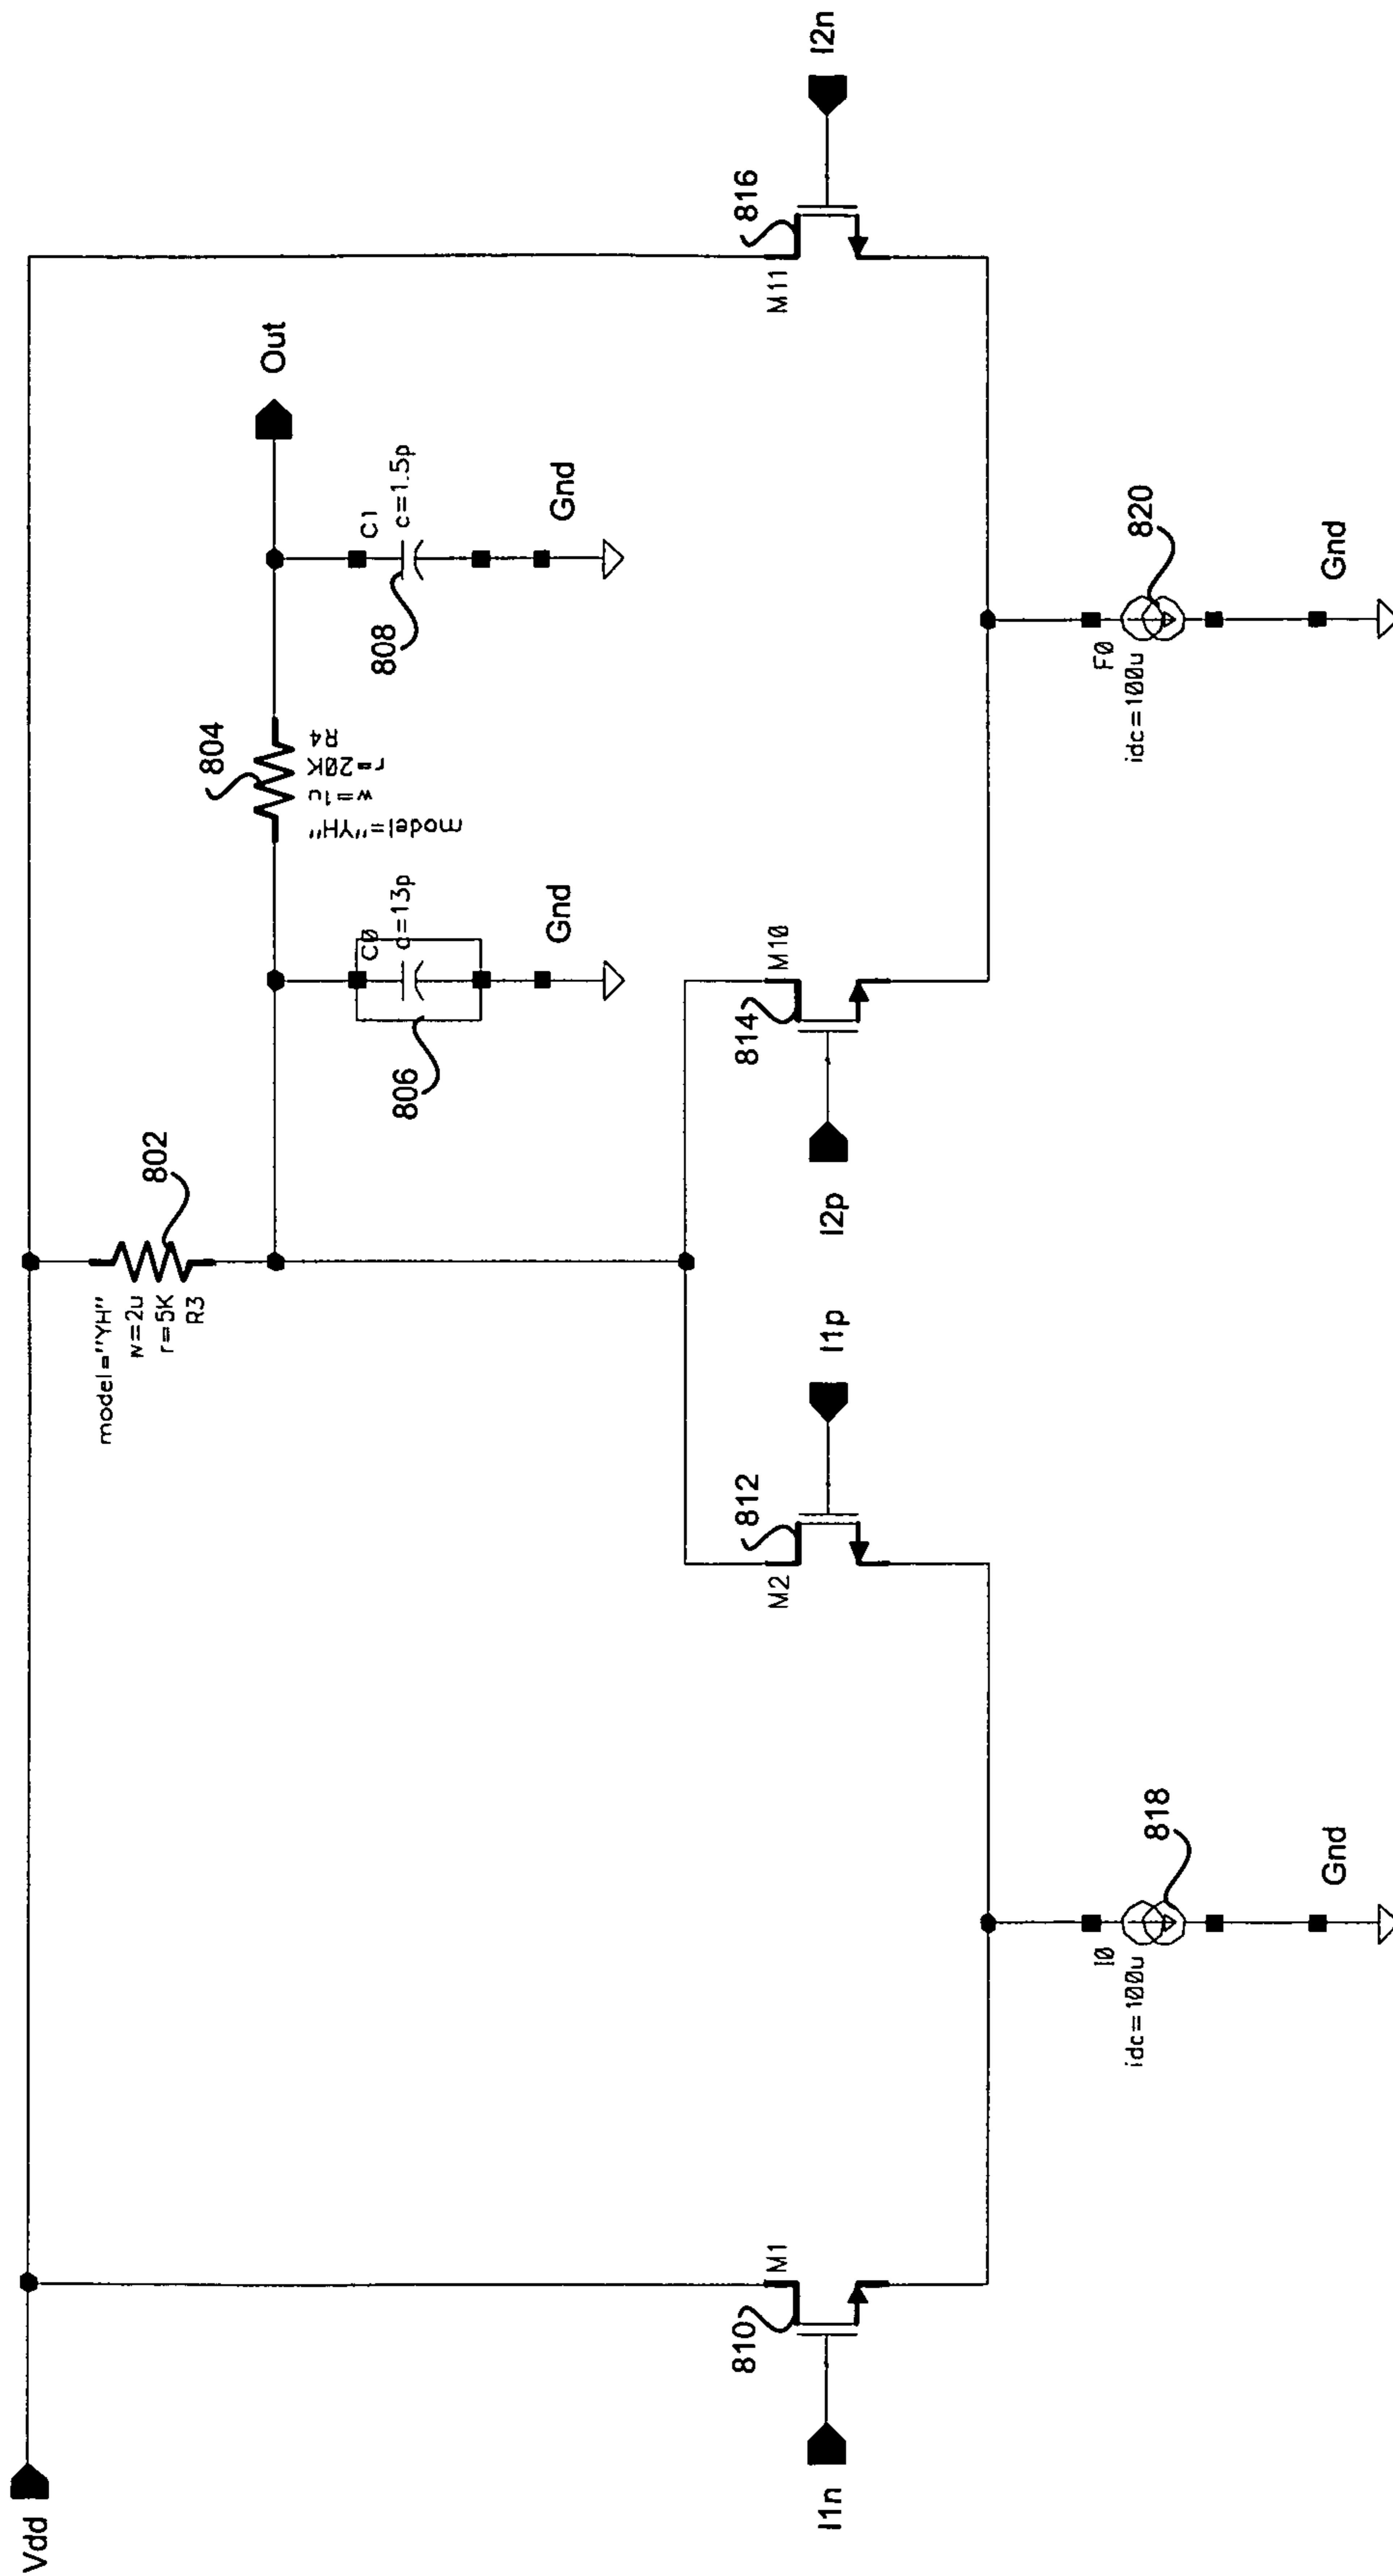 Vdd
model="YH"
w=2u
r=5K
R3
802
804
R4
r=20K
w=1u
model="YH"
Out
C0
c=13p
806
Gnd
C1
c=1.5p
808
Gnd
I1n
810
M1
M2
812
I1p
I2p
814
M10
M11
816
I2n
I0
idc=100u
818
Gnd
F0
idc=100u
820
Gnd